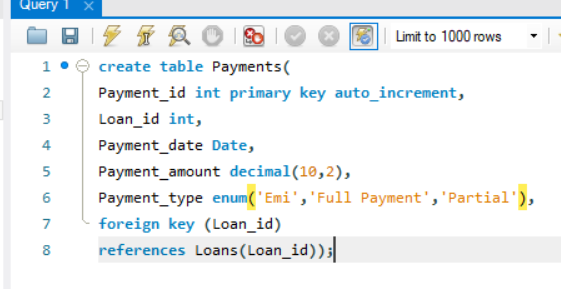 Query 1 ×
Limit to 1000 rows
1 create table Payments(
2 Payment_id int primary key auto_increment,
3 Loan_id int,
4 Payment_date Date,
5 Payment_amount decimal(10,2),
6 Payment_type enum('Emi','Full Payment','Partial'),
7 foreign key (Loan_id)
8 references Loans(Loan_id));